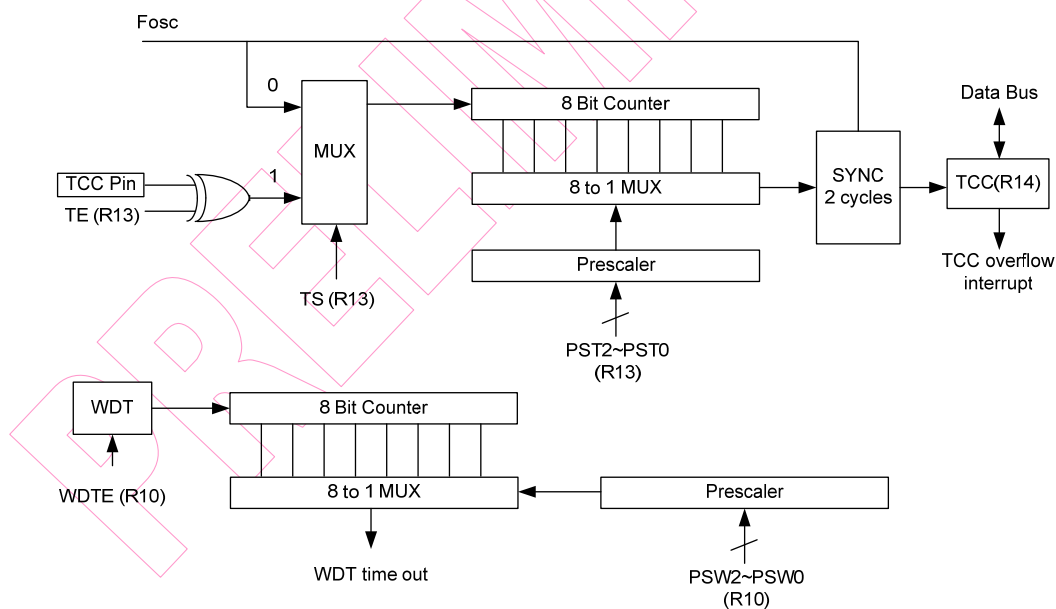 Fosc
0
MUX
8 Bit Counter
Data Bus
TCC Pin
TE (R13)
1
8 to 1 MUX
SYNC
2 cycles
TCC(R14)
Prescaler
TCC overflow
interrupt
TS (R13)
PST2~PST0
(R13)
WDT
8 Bit Counter
WDTE (R10)
8 to 1 MUX
Prescaler
WDT time out
PSW2~PSW0
(R10)